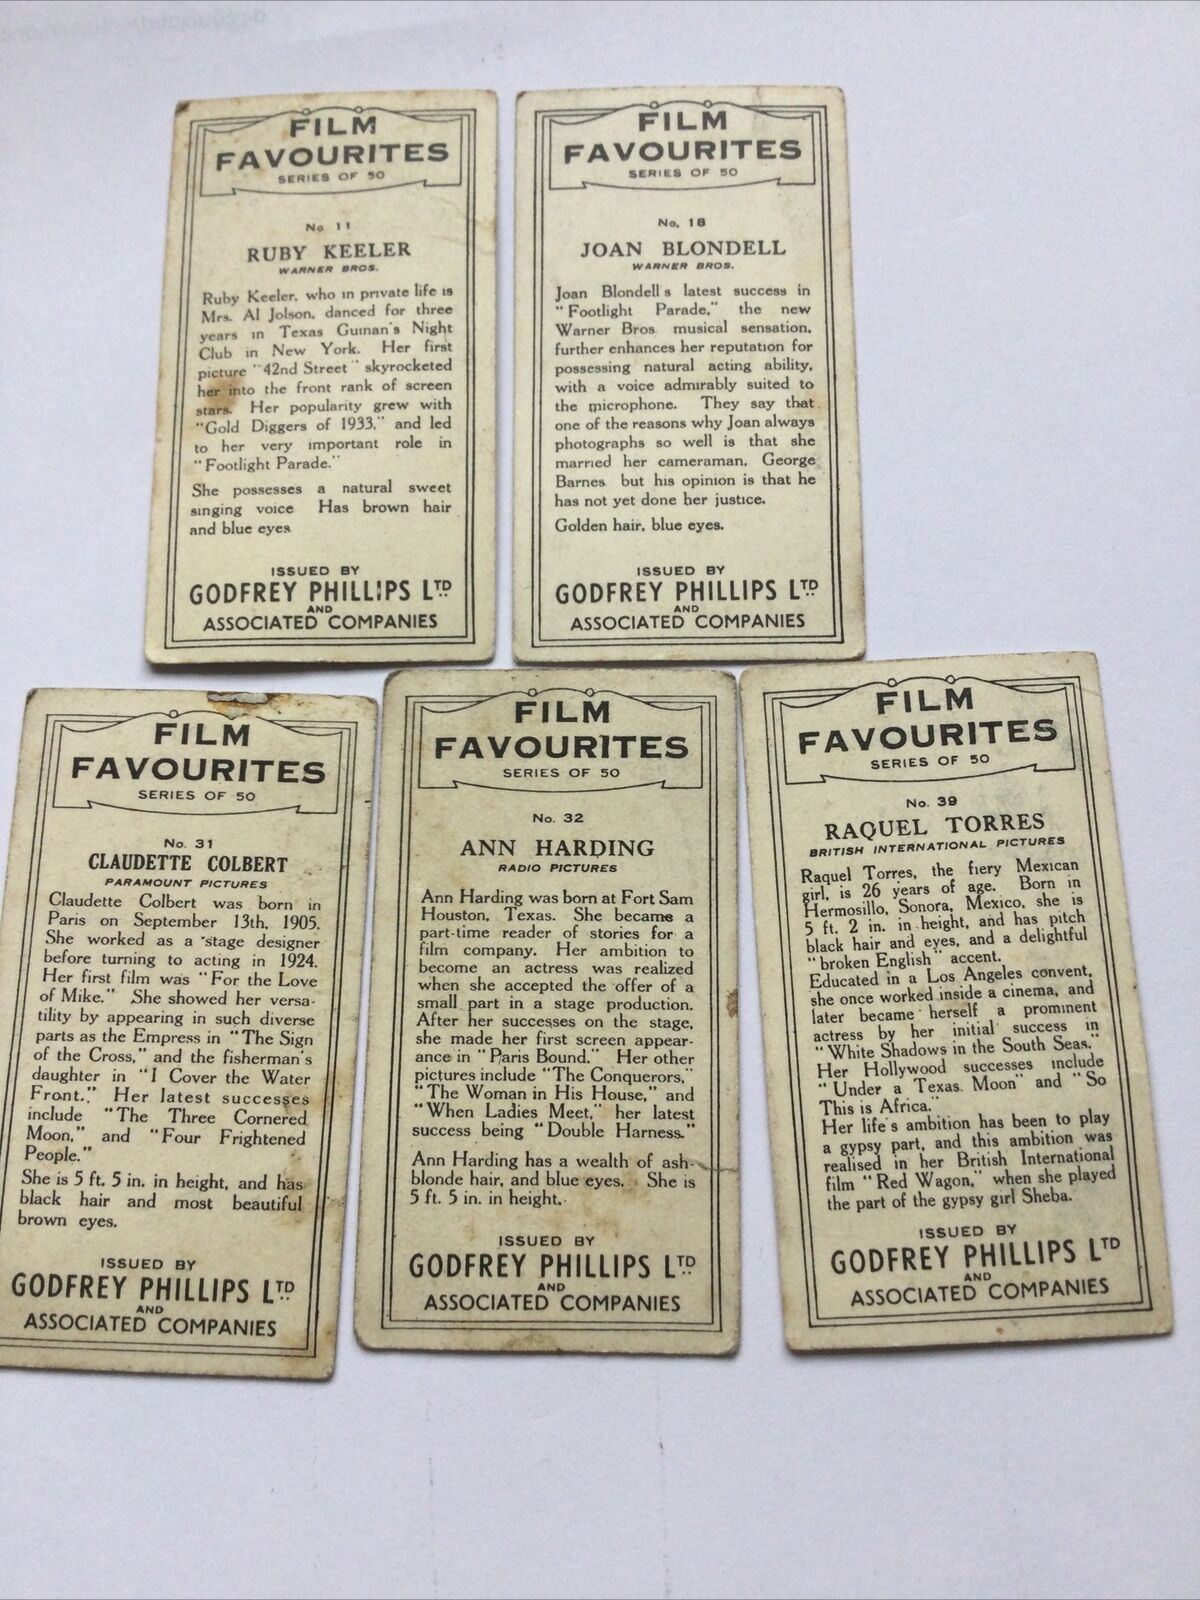 FILM
FAVOURITES
SERIES OF 50
No 11
RUBY KEELER
WARNER BROS.
Ruby Keeler, who in private life is
Mrs. Al Jolson, danced for three
years in Texas Guinan's Night
Club in New York. Her first
picture "42nd Street" skyrocketed
her into the front rank of screen
stars. Her popularity grew with
"Gold Diggers of 1933," and led
to her very important role in
"Footlight Parade."
She possesses a natural sweet
singing voice Has brown hair
and blue eyes
ISSUED BY
GODFREY PHILLIPS LTD
AND
ASSOCIATED COMPANIES
FILM
FAVOURITES
SERIES OF 50
No. 18
JOAN BLONDELL
WARNER BROS.
Joan Blondell's latest success in
"Footlight Parade," the new
Warner Bros musical sensation,
further enhances her reputation for
possessing natural acting ability,
with a voice admirably suited to
the microphone. They say that
one of the reasons why Joan always
photographs so well is that she
married her cameraman, George
Barnes but his opinion is that he
has not yet done her justice.
Golden hair, blue eyes.
ISSUED BY
GODFREY PHILLIPS LTD
AND
ASSOCIATED COMPANIES
FILM
FAVOURITES
SERIES OF 50
No. 31
CLAUDETTE COLBERT
PARAMOUNT PICTURES
Claudette Colbert was born in
Paris on September 13th, 1905.
She worked as a stage designer
before turning to acting in 1924.
Her first film was "For the Love
of Mike." She showed her versa-
tility by appearing in such diverse
parts as the Empress in "The Sign
of the Cross," and the fisherman's
daughter in "I Cover the Water
Front." Her latest successes
include "The Three Cornered
Moon," and "Four Frightened
People."
She is 5 ft. 5 in. in height, and has
black hair and most beautiful
brown eyes.
ISSUED BY
GODFREY PHILLIPS LTD
AND
ASSOCIATED COMPANIES
FILM
FAVOURITES
SERIES OF 50
No. 32
ANN HARDING
RADIO PICTURES
Ann Harding was born at Fort Sam
Houston, Texas. She became a
part-time reader of stories for a
film company. Her ambition to
become an actress was realized
when she accepted the offer of a
small part in a stage production.
After her successes on the stage,
she made her first screen appear-
ance in "Paris Bound." Her other
pictures include "The Conquerors,"
"The Woman in His House," and
"When Ladies Meet," her latest
success being "Double Harness."
Ann Harding has a wealth of ash-
blonde hair, and blue eyes. She is
5 ft. 5 in. in height.
ISSUED BY
GODFREY PHILLIPS LTD
AND
ASSOCIATED COMPANIES
FILM
FAVOURITES
SERIES OF 50
No. 39
RAQUEL TORRES
BRITISH INTERNATIONAL PICTURES
Raquel Torres, the fiery Mexican
girl, is 26 years of age. Born in
Hermosillo, Sonora, Mexico, she is
5 ft. 2 in. in height, and has pitch
black hair and eyes, and a delightful
"broken English" accent.
Educated in a Los Angeles convent,
she once worked inside a cinema, and
later became herself a prominent
actress by her initial success in
"White Shadows in the South Seas."
Her Hollywood successes include
"Under a Texas Moon" and "So
This is Africa."
Her life's ambition has been to play
a gypsy part, and this ambition was
realised in her British International
film "Red Wagon," when she played
the part of the gypsy girl Sheba.
ISSUED BY
GODFREY PHILLIPS LTD
AND
ASSOCIATED COMPANIES